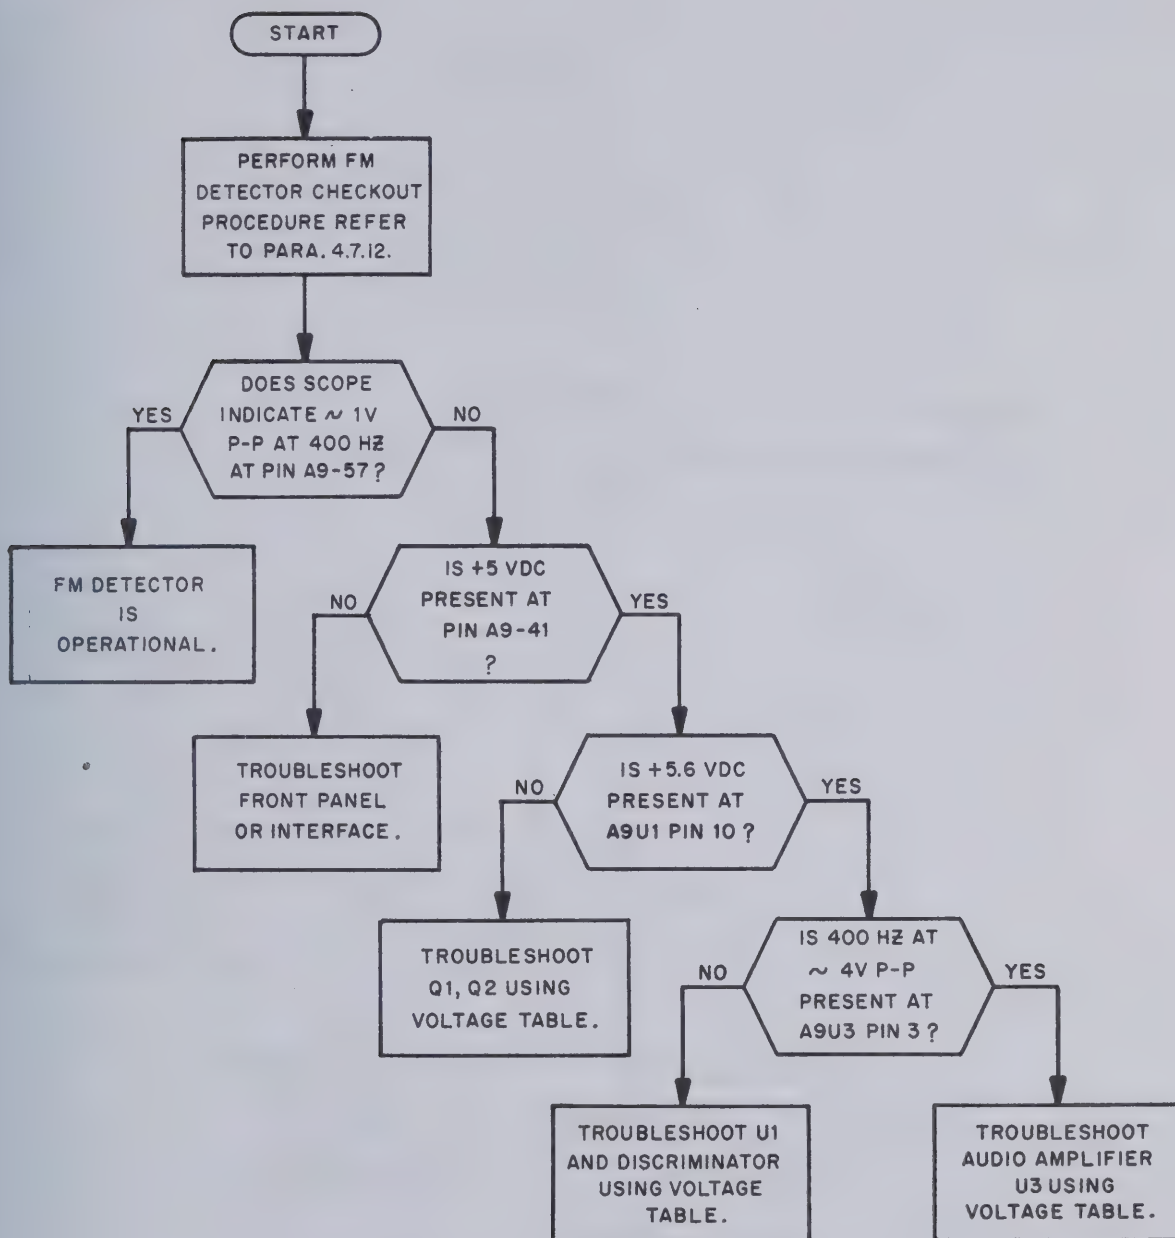 START
PERFORM FM
DETECTOR CHECKOUT
PROCEDURE REFER
TO PARA. 4.7.12.
DOES SCOPE
INDICATE ~ 1V
P-P AT 400 HZ
AT PIN A9-57?
YES
NO
FM DETECTOR
IS
OPERATIONAL.
IS +5 VDC
PRESENT AT
PIN A9-41
?
NO
YES
TROUBLESHOOT
FRONT PANEL
OR INTERFACE.
IS +5.6 VDC
PRESENT AT
A9U1 PIN 10 ?
NO
YES
TROUBLESHOOT
Q1, Q2 USING
VOLTAGE TABLE.
IS 400 HZ AT
~ 4V P-P
PRESENT AT
A9U3 PIN 3 ?
NO
YES
TROUBLESHOOT U1
AND DISCRIMINATOR
USING VOLTAGE
TABLE.
TROUBLESHOOT
AUDIO AMPLIFIER
U3 USING
VOLTAGE TABLE.